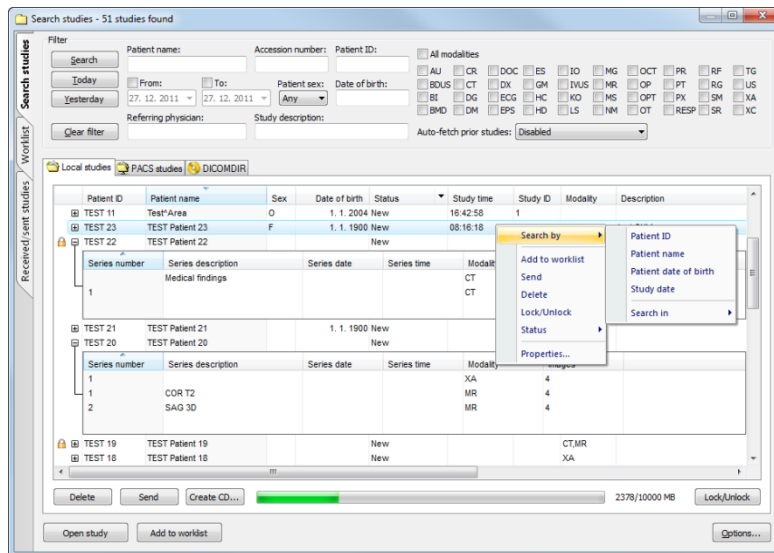 Search studies - 51 studies found
Search studies
Worklist
Received/sent studies
Filter
Search
Today
Yesterday
Clear filter
Patient name: Accession number: Patient ID:
From: To: Patient sex: Date of birth:
27. 12. 2011 27. 12. 2011 Any
Referring physician: Study description:
All modalities
AU CR DOC ES IO MG OCT PR RF TG
BDUS CT DX GM IVUS MR OP PT RG US
BI DG ECG HC KO MS OPT PX SM XA
BMD DM EPS HD LS NM OT RESP SR XC
Auto-fetch prior studies: Disabled
Local studies PACS studies DICOMDIR
Patient ID Patient name Sex Date of birth Status Study time Study ID Modality Description
TEST 11 Test^Area O 1. 1. 2004 New 16:42:58 1
TEST 23 TEST Patient 23 F 1. 1. 1900 New 08:16:18
TEST 22 TEST Patient 22 New
Series number Series description Series date Series time
Medical findings CT
1 CT
TEST 21 TEST Patient 21 1. 1. 1900 New
TEST 20 TEST Patient 20 New
Series number Series description Series date Series time Modality
1 XA 4
1 COR T2 MR 4
2 SAG 3D MR 4
TEST 19 TEST Patient 19 New CT,MR
TEST 18 TEST Patient 18 New XA
Search by
Add to worklist
Send
Delete
Lock/Unlock
Status
Properties...
Patient ID
Patient name
Patient date of birth
Study date
Search in
Delete Send Create CD... 2378/10000 MB Lock/Unlock
Open study Add to worklist Options...